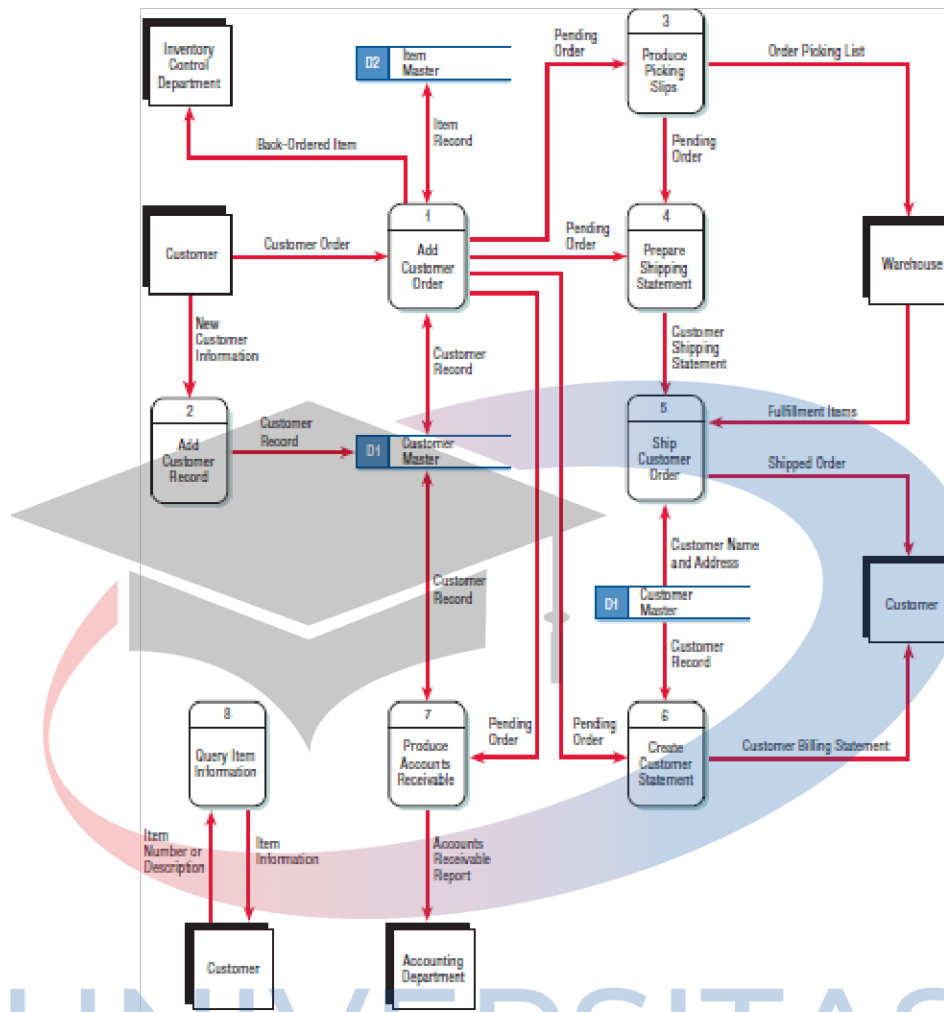 3
Produce
Picking
Slips
Pending
Order
Order Picking List
Inventory
Control
Department
D2
Item
Master
Back-Ordered Item
Item
Record
Pending
Order
Customer
Customer Order
1
Add
Customer
Order
Pending
Order
4
Prepare
Shipping
Statement
Warehouse
New
Customer
Information
Customer
Record
Customer
Shipping
Statement
2
Add
Customer
Record
Customer
Record
D1
Customer
Master
5
Ship
Customer
Order
Fulfillment Items
Shipped Order
Customer Name
and Address
Customer
Record
D1
Customer
Master
Customer
Customer
Record
8
Query Item
Information
7
Produce
Accounts
Receivable
Pending
Order
Pending
Order
6
Create
Customer
Statement
Customer Billing Statement
Item
Number or
Description
Item
Information
Accounts
Receivable
Report
Customer
Accounting
Department
UNIVERSITAS